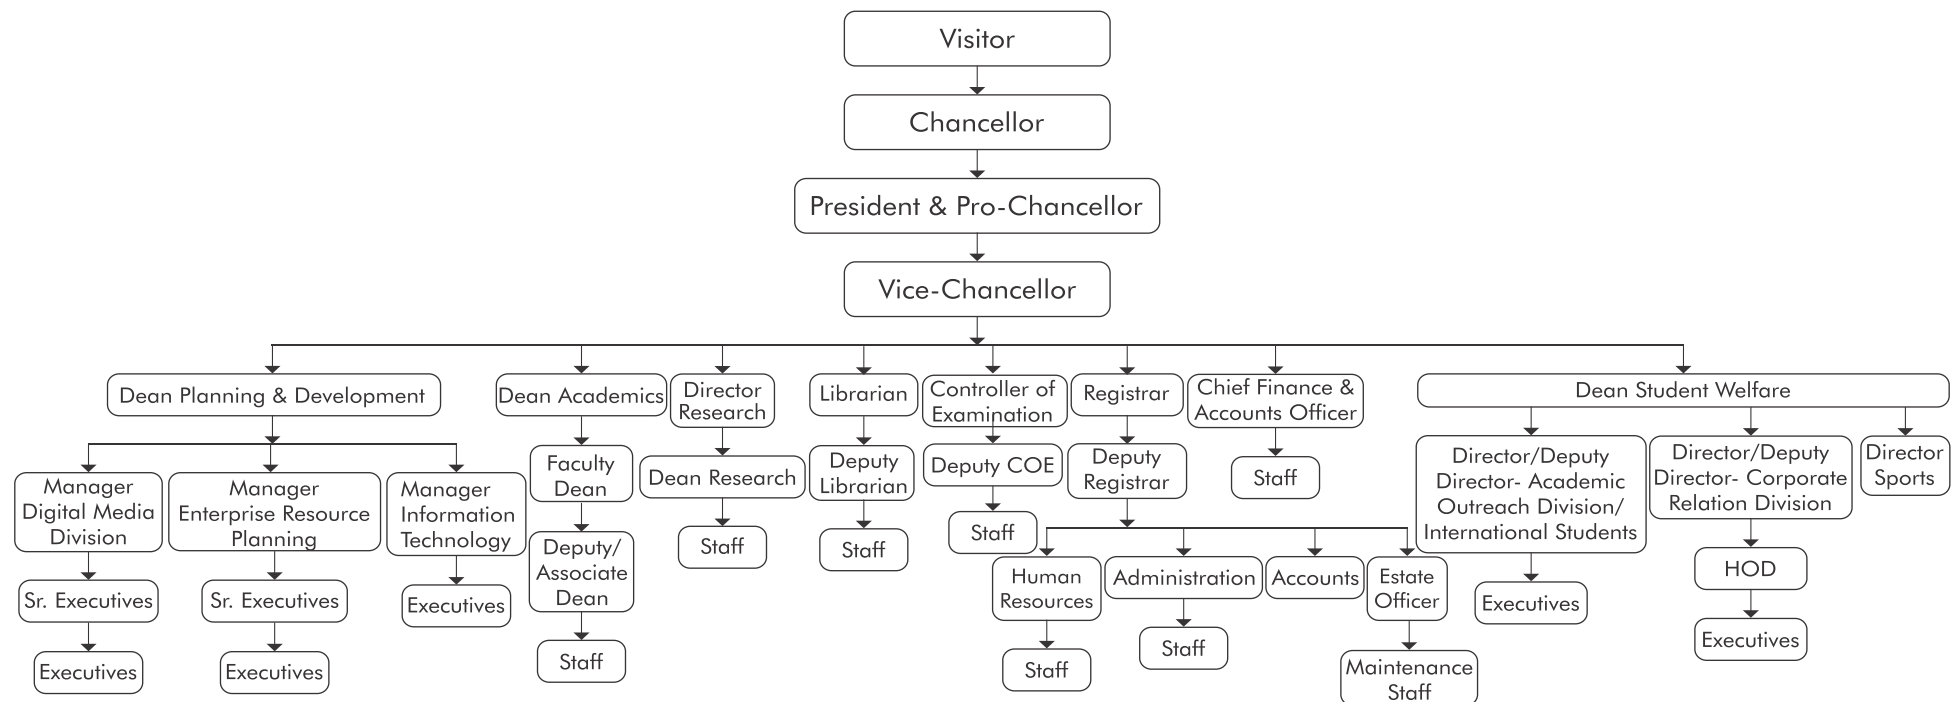 Visitor
Chancellor
President & Pro-Chancellor
Vice-Chancellor
Dean Planning & Development
Manager
Digital Media
Division
Sr. Executives
Executives
Manager
Enterprise Resource
Planning
Sr. Executives
Executives
Manager
Information
Technology
Executives
Dean Academics
Faculty
Dean
Deputy/
Associate
Dean
Staff
Director
Research
Dean Research
Staff
Librarian
Deputy
Librarian
Staff
Controller of
Examination
Deputy COE
Staff
Registrar
Deputy
Registrar
Human
Resources
Staff
Administration
Staff
Accounts
Estate
Officer
Maintenance
Staff
Chief Finance &
Accounts Officer
Staff
Dean Student Welfare
Director/Deputy
Director- Academic
Outreach Division/
International Students
Executives
Director/Deputy
Director- Corporate
Relation Division
HOD
Executives
Director
Sports